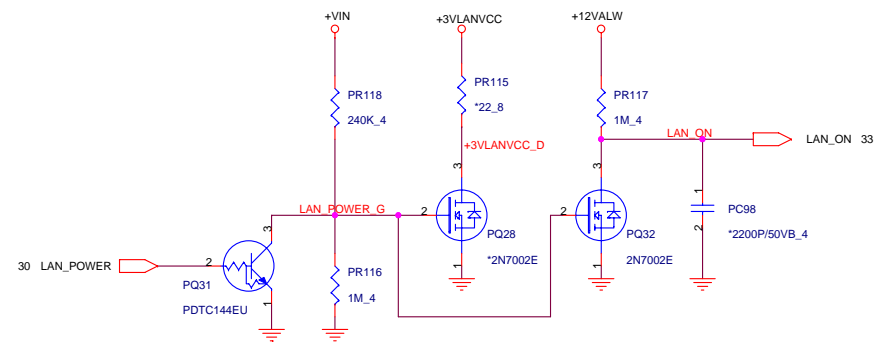 +VIN
+3VLANVCC
+12VALW
PR118
240K_4
PR115
*22_8
PR117
1M_4
+3VLANVCC_D
LAN_ON
LAN_ON 33
3
3
LAN_POWER_G
3
2
2
1
PC98
2
*2200P/50VB_4
PQ28
*2N7002E
PQ32
2N7002E
30 LAN_POWER
2
PQ31
PDTC144EU
1
PR116
1M_4
1
1